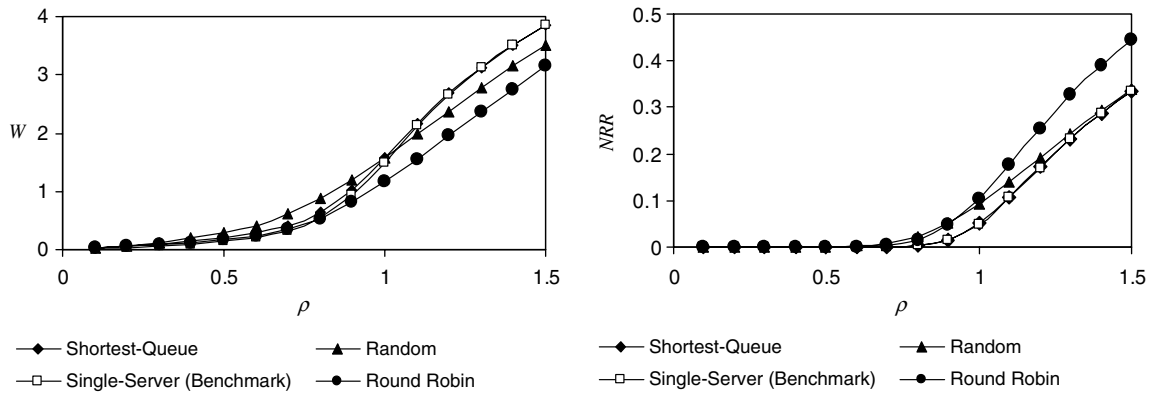 4
3
W 2
1
0
0 0.5 1 1.5
ρ
Shortest-Queue Random
Single-Server (Benchmark) Round Robin
0.5
0.4
0.3
NRR
0.2
0.1
0
0 0.5 1 1.5
ρ
Shortest-Queue Random
Single-Server (Benchmark) Round Robin